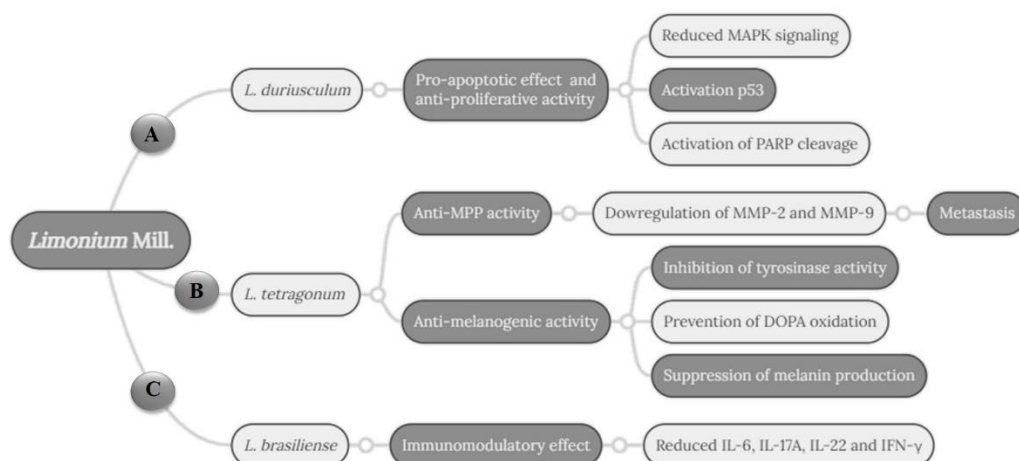 Reduced MAPK signaling
L. duriusculum
Pro-apoptotic effect and
anti-proliferative activity
Activation p53
A
Activation of PARP cleavage
Limonium Mill.
Anti-MPP activity
Dowregulation of MMP-2 and MMP-9
Metastasis
B
L. tetragonum
Inhibition of tyrosinase activity
Anti-melanogenic activity
Prevention of DOPA oxidation
Suppression of melanin production
C
L. brasiliense
Immunomodulatory effect
Reduced IL-6, IL-17A, IL-22 and IFN-γ